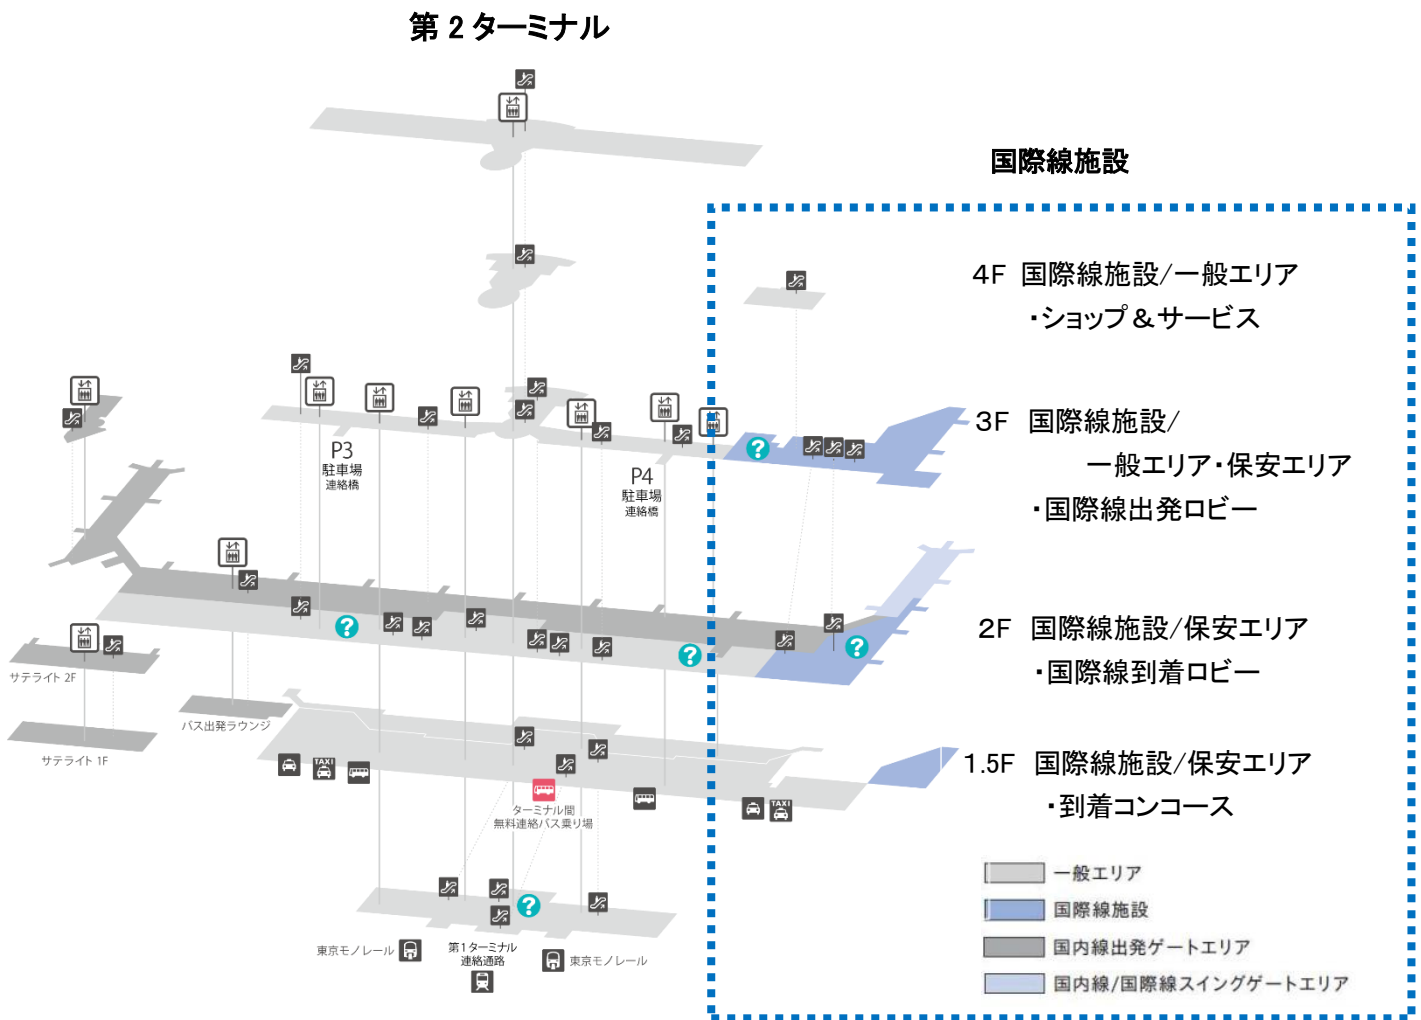 第2ターミナル
国際線施設
4F 国際線施設/一般エリア
・ショップ＆サービス
3F 国際線施設/
一般エリア・保安エリア
・国際線出発ロビー
P3
駐車場
連絡橋
P4
駐車場
連絡橋
2F 国際線施設/保安エリア
・国際線到着ロビー
サテライト 2F
バス出発ラウンジ
サテライト 1F
1.5F 国際線施設/保安エリア
・到着コンコース
TAXI
TAXI
ターミナル間
無料連絡バス乗り場
一般エリア
国際線施設
国内線出発ゲートエリア
国内線/国際線スイングゲートエリア
東京モノレール
第1ターミナル
連絡通路
東京モノレール